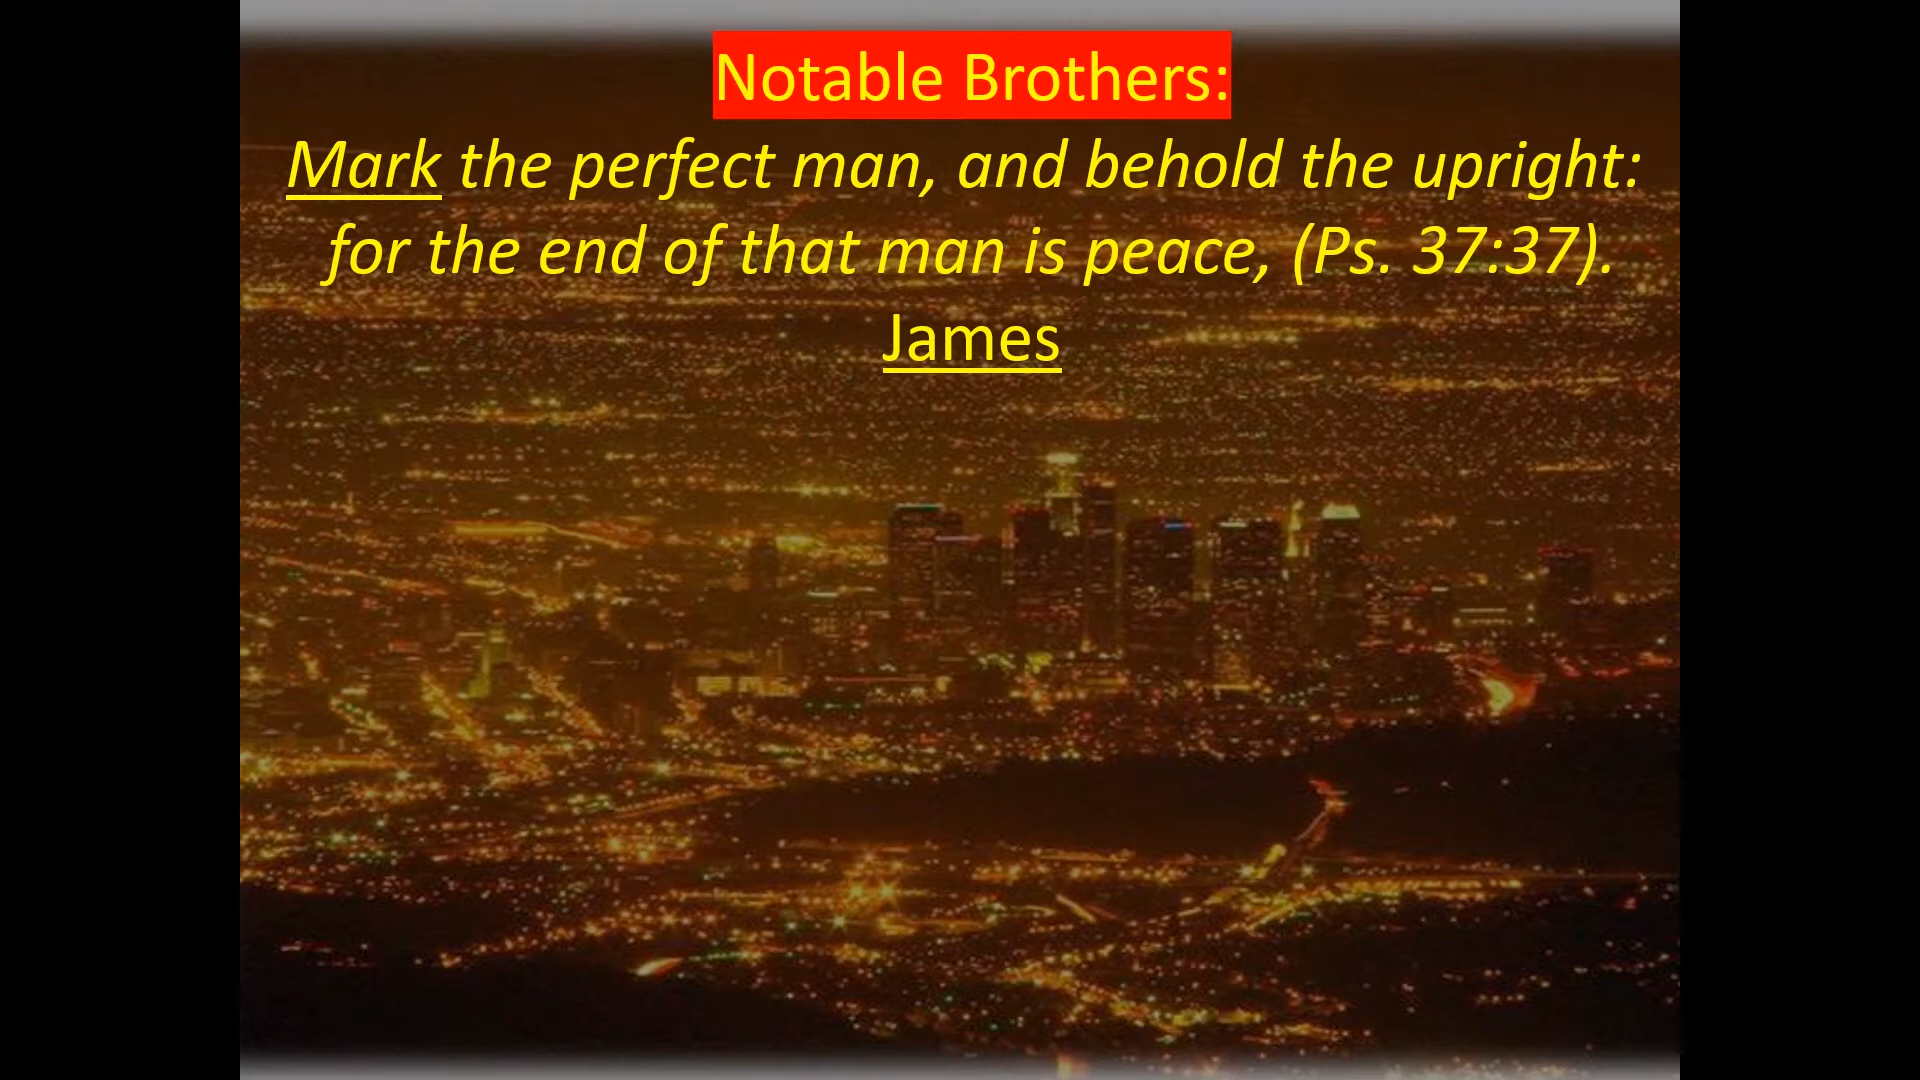 Notable Brothers:
Mark the perfect man, and behold the upright:
for the end of that man is peace, (Ps. 37:37).
James